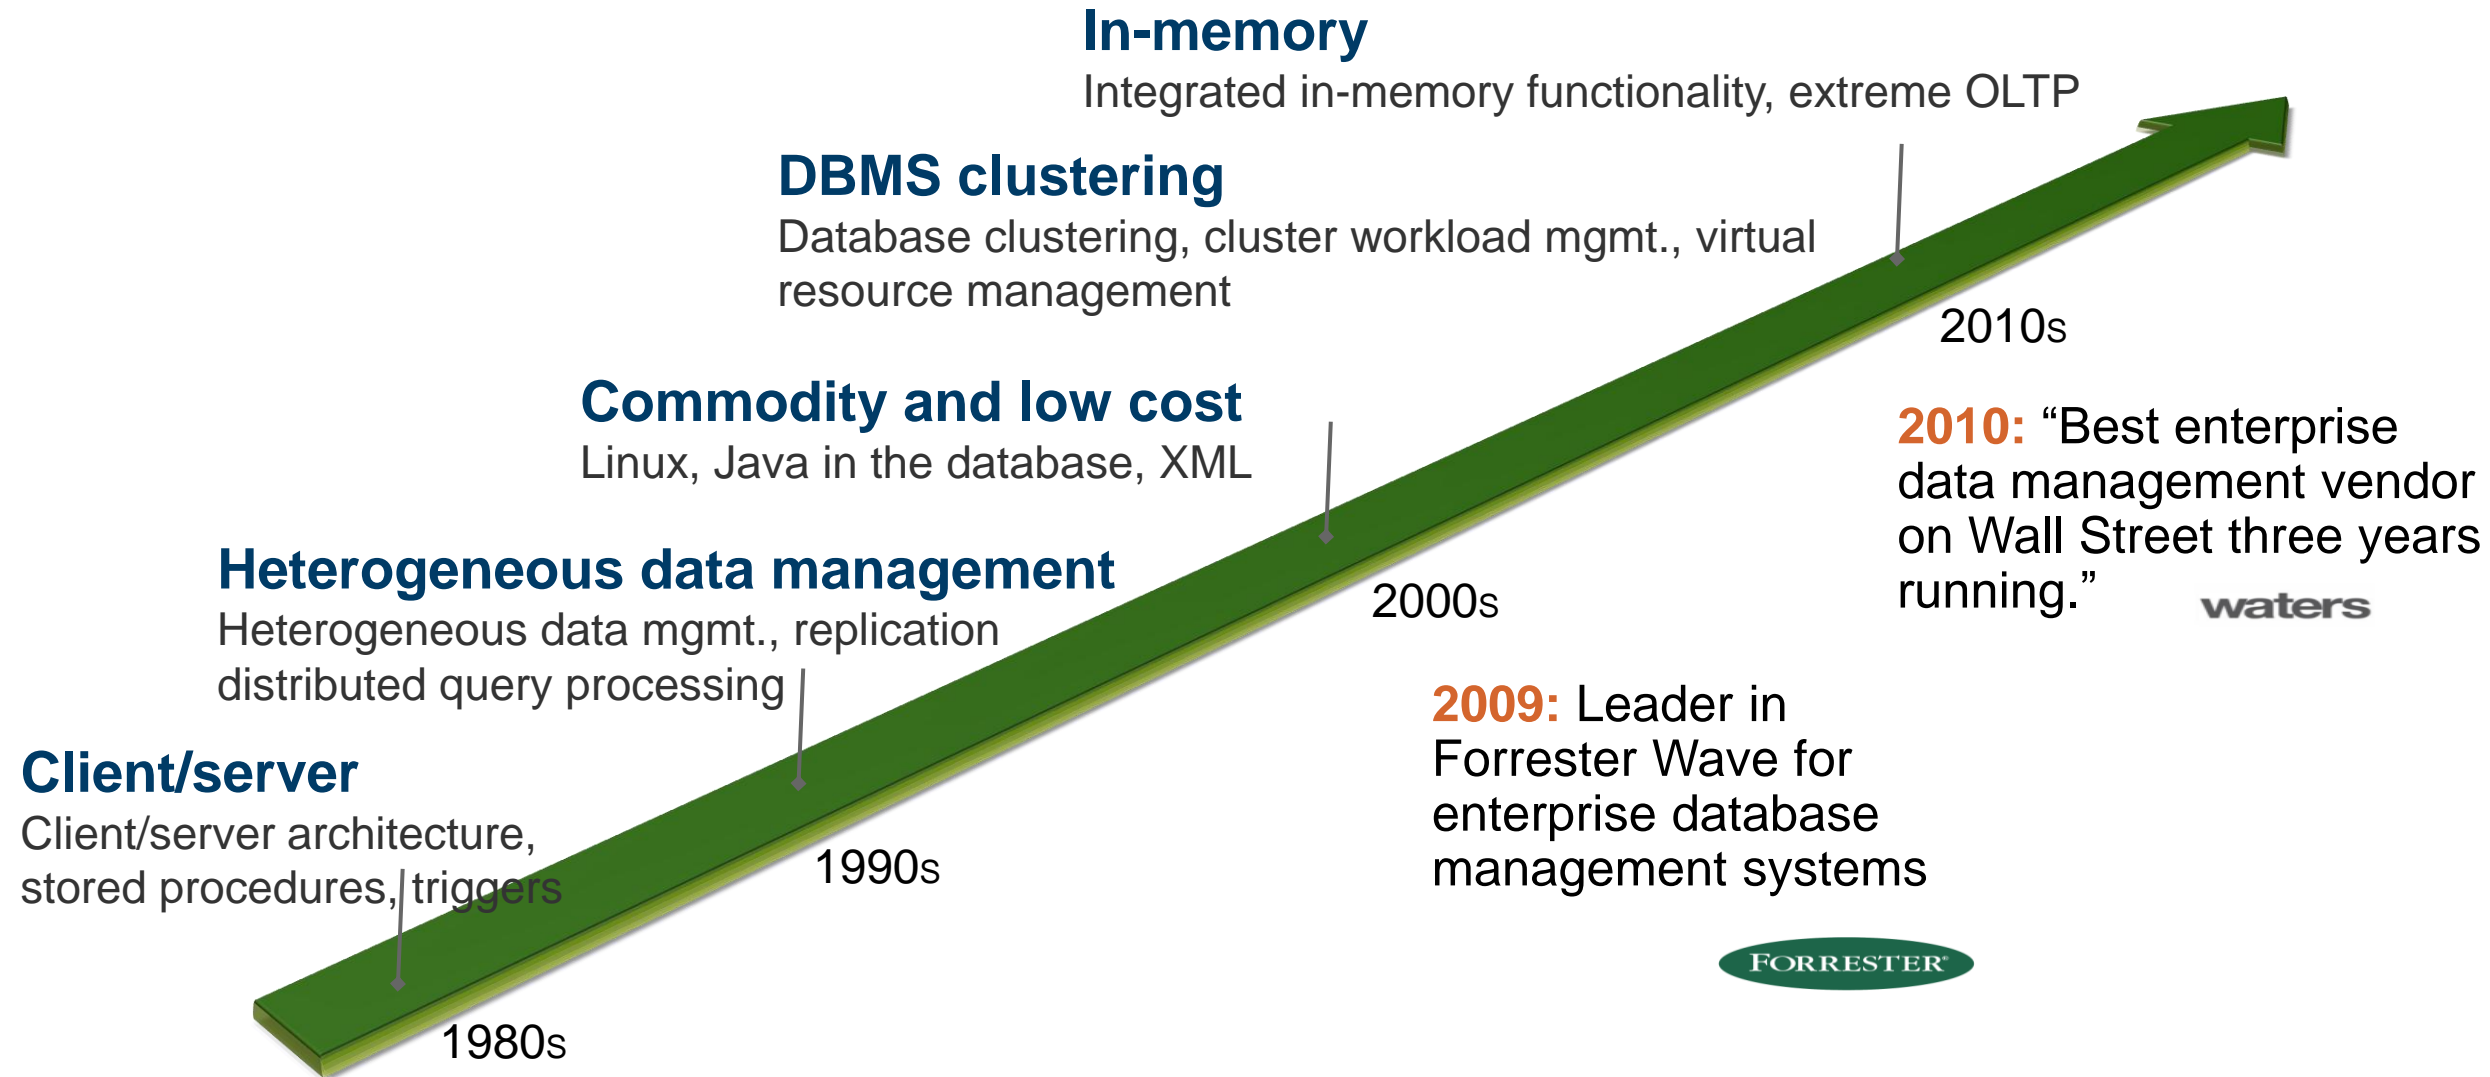 In-memory
Integrated in-memory functionality, extreme OLTP
DBMS clustering
Database clustering, cluster workload mgmt., virtual
resource management
Commodity and low cost
Linux, Java in the database, XML
Heterogeneous data management
Heterogeneous data mgmt., replication
distributed query processing
Client/server
Client/server architecture,
stored procedures, triggers
1980s
1990s
2000s
2010s
2010: “Best enterprise
data management vendor
on Wall Street three years
running.”
waters
2009: Leader in
Forrester Wave for
enterprise database
management systems
FORRESTER®